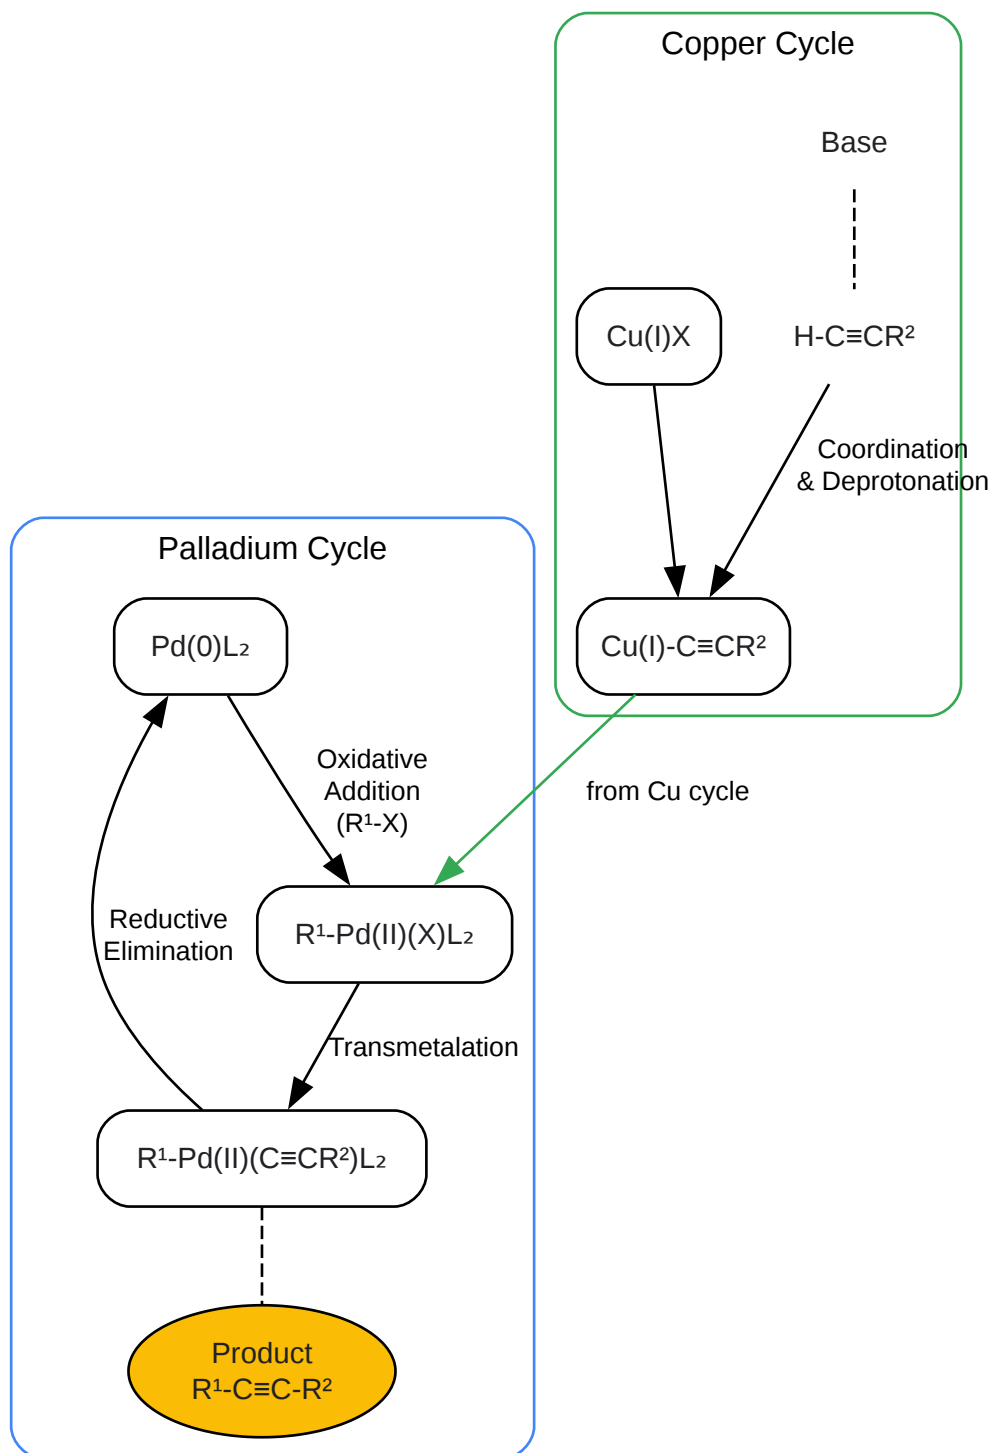 Copper Cycle
Base
Cu(I)X
H-C≡CR²
Coordination
& Deprotonation
Cu(I)-C≡CR²
from Cu cycle
Palladium Cycle
Pd(0)L₂
Oxidative
Addition
(R¹-X)
Reductive
Elimination
R¹-Pd(II)(X)L₂
Transmetalation
R¹-Pd(II)(C≡CR²)L₂
Product
R¹-C≡C-R²